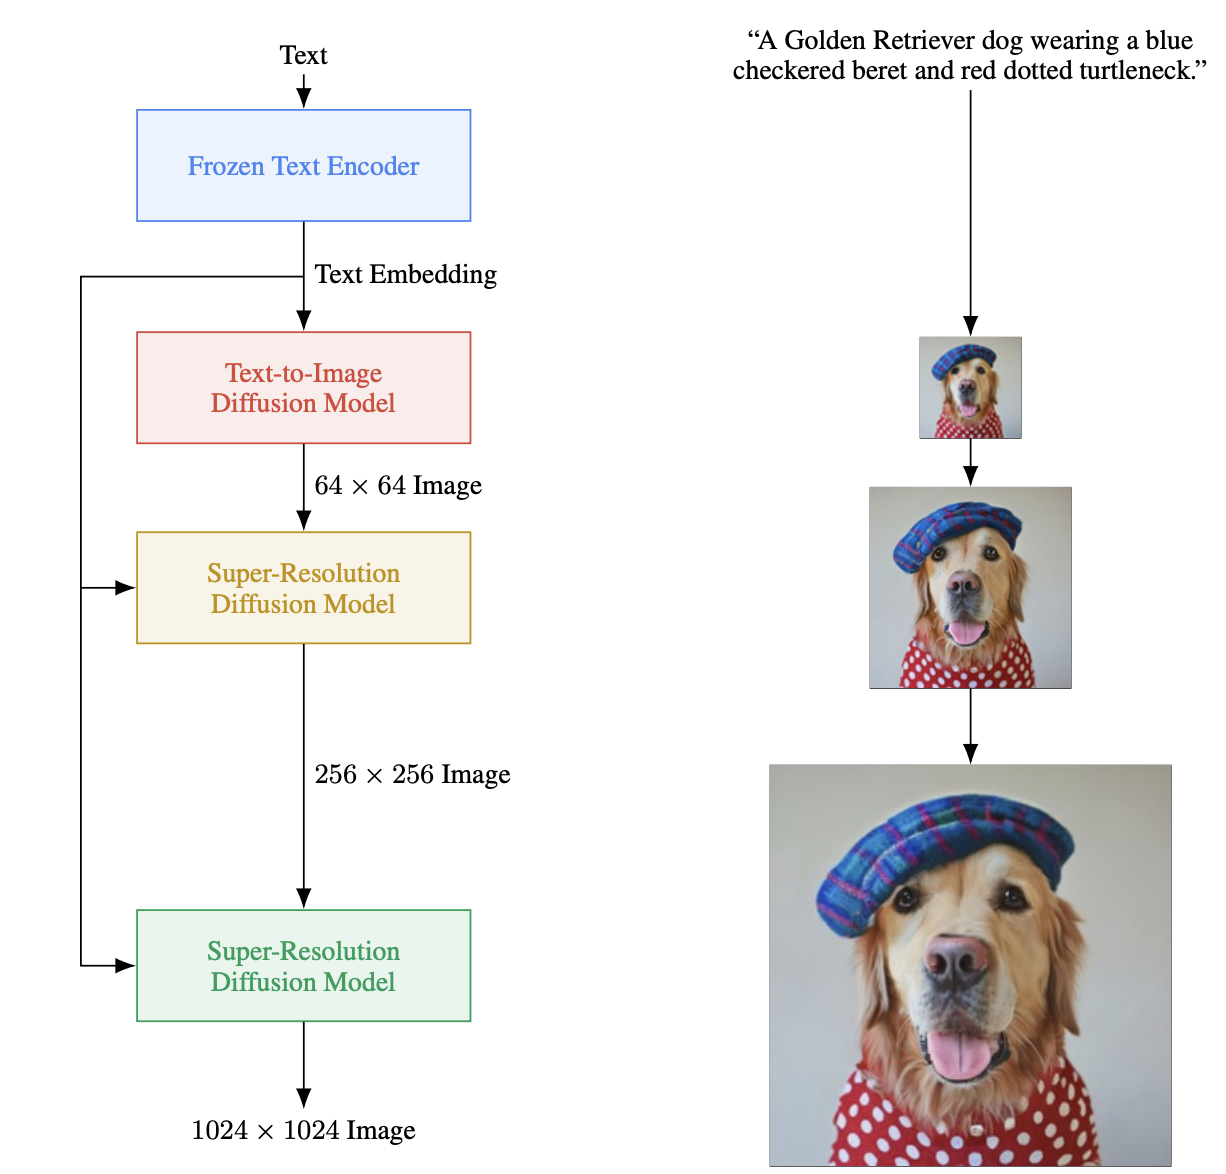 Text
Frozen Text Encoder
Text Embedding
Text-to-Image
Diffusion Model
64 × 64 Image
Super-Resolution
Diffusion Model
256 × 256 Image
Super-Resolution
Diffusion Model
1024 × 1024 Image
“A Golden Retriever dog wearing a blue
checkered beret and red dotted turtleneck.”